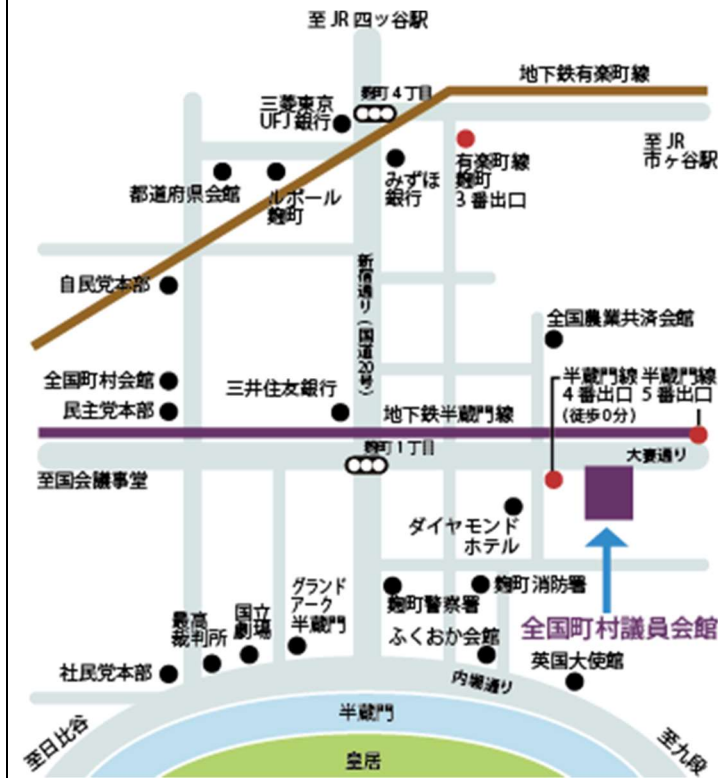 至 JR 四ッ谷駅
地下鉄有楽町線
麹町 4 丁目
三菱東京
UFJ 銀行
至 JR
市ヶ谷駅
有楽町線
麹町
3 番出口
みずほ
銀行
都道府県会館
ルポール
麹町
新宿通り(国道20号)
自民党本部
全国農業共済会館
全国町村会館
三井住友銀行
半蔵門線
4 番出口
(徒歩0分)
半蔵門線
5 番出口
民主党本部
地下鉄半蔵門線
麹町 1 丁目
大妻通り
至国会議事堂
ダイヤモンド
ホテル
グランド
アーク
半蔵門
麹町警察署
麹町消防署
国立
劇場
最高
裁判所
全国町村議員会館
ふくおか会館
英国大使館
社民党本部
内堀通り
半蔵門
至日比谷
至九段
皇居